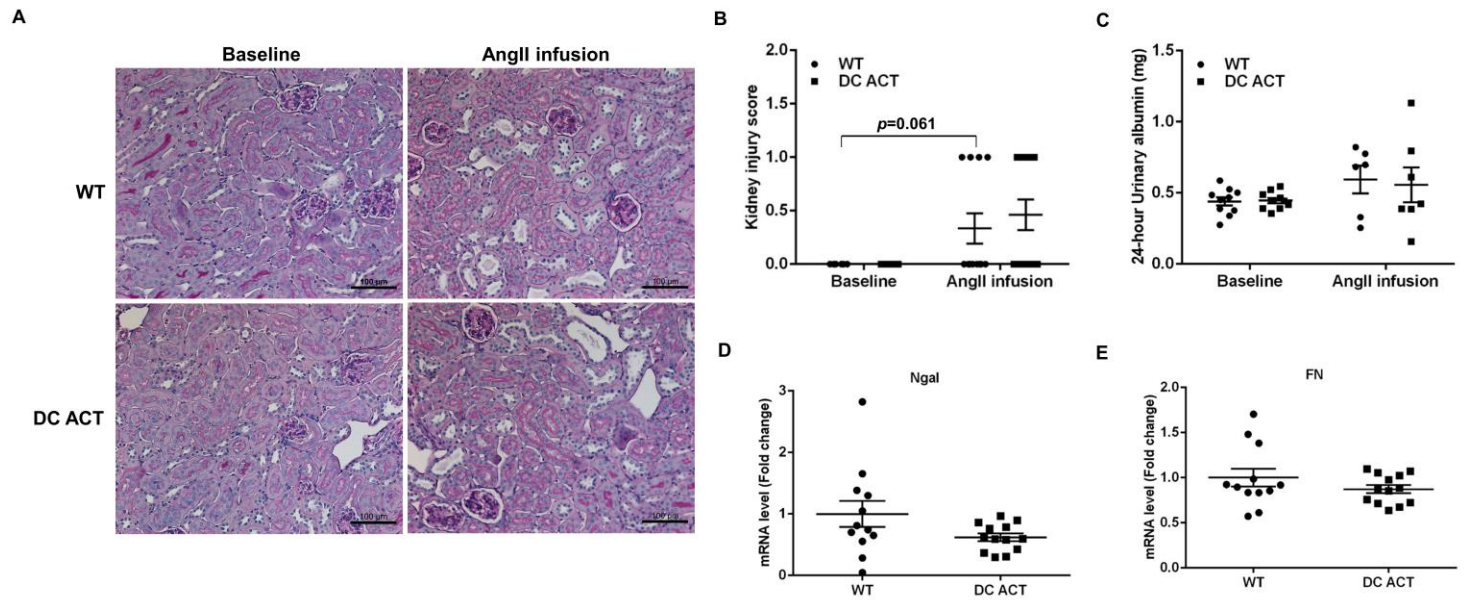 A
Baseline
AngII infusion
WT
DC ACT
100 µm
100 µm
100 µm
100 µm
B
Kidney injury score
2.0
1.5
1.0
0.5
0.0
WT
DC ACT
p=0.061
Baseline
AngII infusion
C
24-hour Urinary albumin (mg)
1.5
1.0
0.5
0.0
WT
DC ACT
Baseline
AngII infusion
D
Ngal
mRNA level (Fold change)
3
2
1
0
WT
DC ACT
E
FN
mRNA level (Fold change)
2.0
1.5
1.0
0.5
0.0
WT
DC ACT